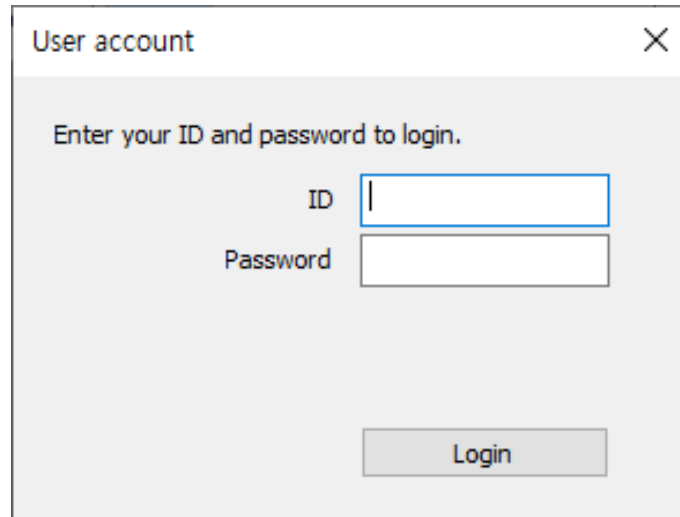 User account
Enter your ID and password to login.
ID
Password
Login